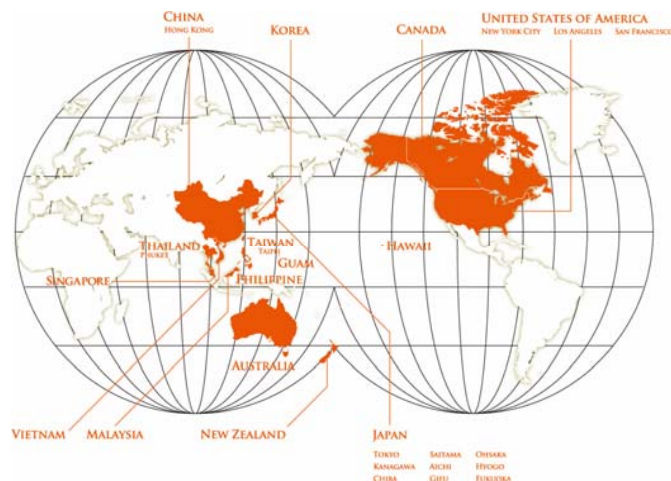 CHINA
HONG KONG
KOREA
CANADA
UNITED STATES OF AMERICA
NEW YORK CITY LOS ANGELES SAN FRANCISCO
THAILAND
PHUKET
TAIWAN
TAIPEI
HAWAII
GUAM
SINGAPORE
PHILIPPINE
AUSTRALIA
VIETNAM
MALAYSIA
NEW ZEALAND
JAPAN
TOKYO SAITAMA OHSAKA
KANAGAWA AICHI HYOGO
CHIBA GIFU FUKUOKA